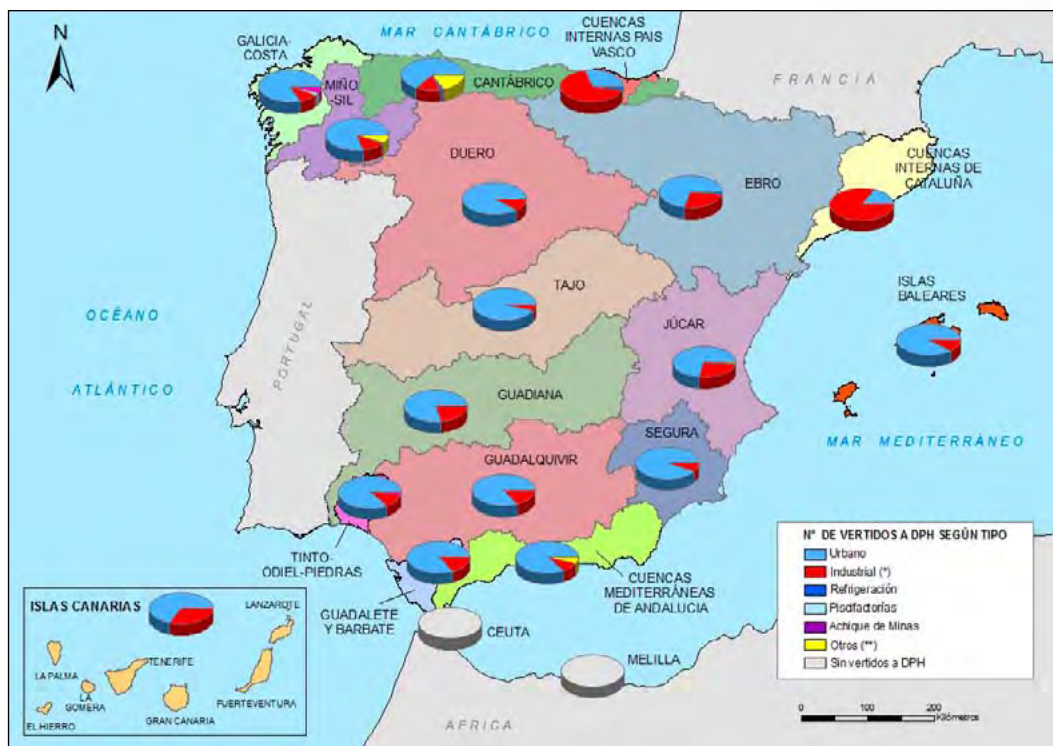 N
MAR CANTÁBRICO
CUENCAS
INTERNAS PAIS
VASCO
GALICIA-
COSTA
MIÑO
-SIL
CANTÁBRICO
FRANCIA
DUERO
EBRO
CUENCAS
INTERNAS DE
CATALUÑA
TAJO
ISLAS
BALEARES
OCÉANO
ATLÁNTICO
PORTUGAL
JÚCAR
GUADIANA
SEGURA
MAR MEDITERRÁNEO
GUADALQUIVIR
TINTO-
ODIEL-PIEDRAS
GUADALETE
Y BARBATE
CUENCAS
MEDITERRÁNEAS
DE ANDALUCIA
CEUTA
MELILLA
AFRICA
ISLAS CANARIAS
LANZAROTE
LA PALMA
TENERIFE
LA
GOMERA
EL HIERRO
GRAN CANARIA
FUERTEVENTURA
Nº DE VERTIDOS A DPH SEGÚN TIPO
Urbano
Industrial (*)
Refrigeración
Piscifactorías
Achique de Minas
Otros (**)
Sin vertidos a DPH
0 50 100 200
Kilómetros